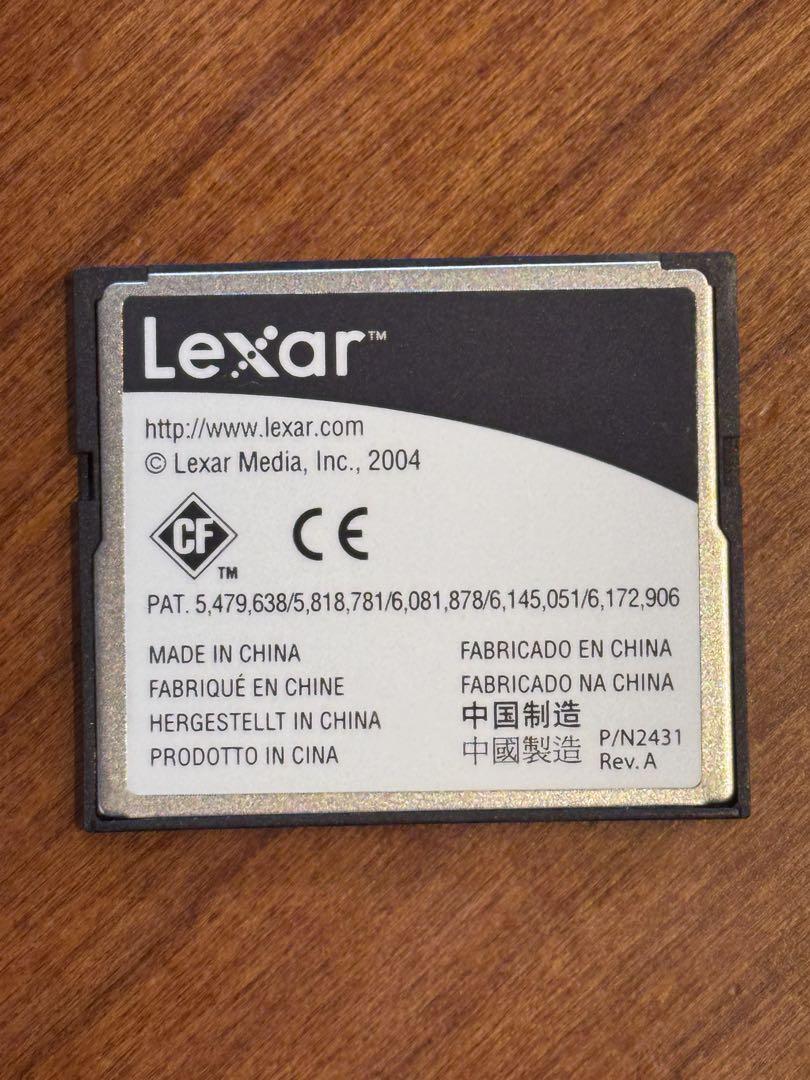 Lexar™
http://www.lexar.com
© Lexar Media, Inc., 2004
CF™ CE
PAT. 5,479,638/5,818,781/6,081,878/6,145,051/6,172,906
MADE IN CHINA
FABRIQUÉ EN CHINE
HERGESTELLT IN CHINA
PRODOTTO IN CINA
FABRICADO EN CHINA
FABRICADO NA CHINA
中国制造
中國製造
P/N2431
Rev. A